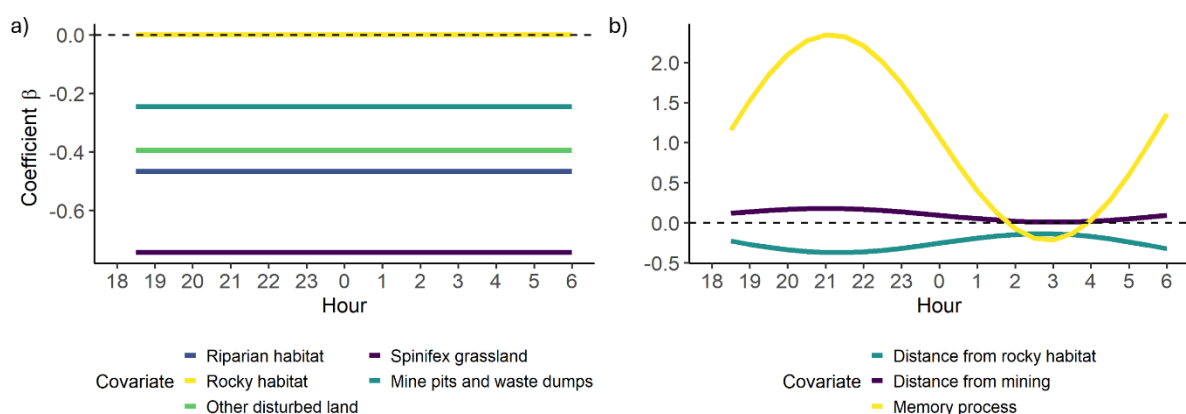 a)
0.0
-0.2
-0.4
-0.6
Coefficient β
18 19 20 21 22 23 0 1 2 3 4 5 6
Hour
Covariate
Riparian habitat
Rocky habitat
Other disturbed land
Spinifex grassland
Mine pits and waste dumps
b)
2.0
1.5
1.0
0.5
0.0
-0.5
18 19 20 21 22 23 0 1 2 3 4 5 6
Hour
Covariate
Distance from rocky habitat
Distance from mining
Memory process